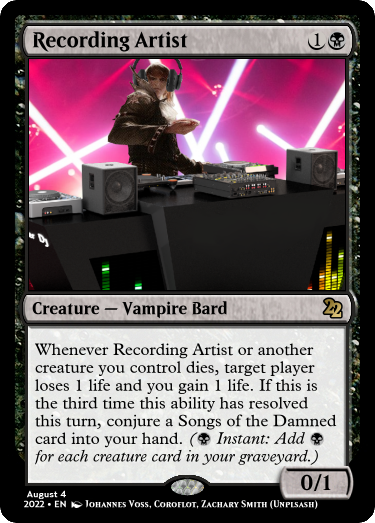 Recording Artist 1
Creature — Vampire Bard 22
Whenever Recording Artist or another
creature you control dies, target player
loses 1 life and you gain 1 life. If this is
the third time this ability has resolved
this turn, conjure a Songs of the Damned
card into your hand. ( Instant: Add
for each creature card in your graveyard.)
0/1
August 4
2022 • EN Johannes Voss, Coroflot, Zachary Smith (Unplsash)